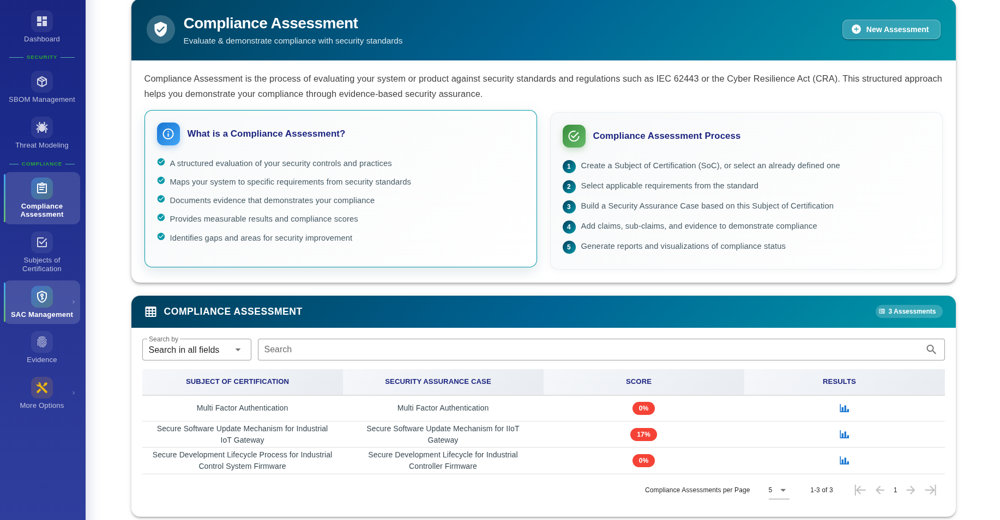 Dashboard
SECURITY
SBOM Management
Threat Modeling
COMPLIANCE
Compliance
Assessment
Subjects of
Certification
SAC Management
Evidence
More Options
Compliance Assessment
Evaluate & demonstrate compliance with security standards
New Assessment
Compliance Assessment is the process of evaluating your system or product against security standards and regulations such as IEC 62443 or the Cyber Resilience Act (CRA). This structured approach
helps you demonstrate your compliance through evidence-based security assurance.
What is a Compliance Assessment?
A structured evaluation of your security controls and practices
Maps your system to specific requirements from security standards
Documents evidence that demonstrates your compliance
Provides measurable results and compliance scores
Identifies gaps and areas for security improvement
Compliance Assessment Process
1 Create a Subject of Certification (SoC), or select an already defined one
2 Select applicable requirements from the standard
3 Build a Security Assurance Case based on this Subject of Certification
4 Add claims, sub-claims, and evidence to demonstrate compliance
5 Generate reports and visualizations of compliance status
COMPLIANCE ASSESSMENT
3 Assessments
Search by
Search in all fields
Search
SUBJECT OF CERTIFICATION SECURITY ASSURANCE CASE SCORE RESULTS
Multi Factor Authentication Multi Factor Authentication 0%
Secure Software Update Mechanism for Industrial Secure Software Update Mechanism for IIoT
IoT Gateway Gateway 17%
Secure Development Lifecycle Process for Industrial Secure Development Lifecycle for Industrial
Control System Firmware Controller Firmware 0%
Compliance Assessments per Page 5 1-3 of 3 1